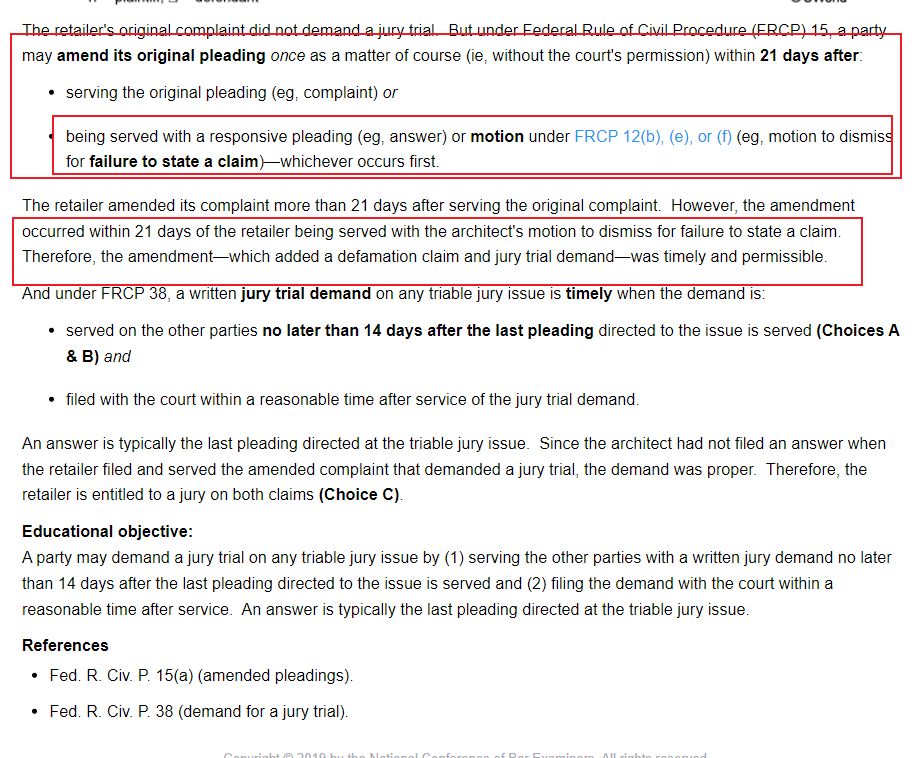 The retailer's original complaint did not demand a jury trial. But under Federal Rule of Civil Procedure (FRCP) 15, a party
may amend its original pleading once as a matter of course (ie, without the court's permission) within 21 days after:
• serving the original pleading (eg, complaint) or
• being served with a responsive pleading (eg, answer) or motion under FRCP 12(b), (e), or (f) (eg, motion to dismiss
for failure to state a claim)—whichever occurs first.
The retailer amended its complaint more than 21 days after serving the original complaint. However, the amendment
occurred within 21 days of the retailer being served with the architect's motion to dismiss for failure to state a claim.
Therefore, the amendment—which added a defamation claim and jury trial demand—was timely and permissible.
And under FRCP 38, a written jury trial demand on any triable jury issue is timely when the demand is:
• served on the other parties no later than 14 days after the last pleading directed to the issue is served (Choices A
& B) and
• filed with the court within a reasonable time after service of the jury trial demand.
An answer is typically the last pleading directed at the triable jury issue. Since the architect had not filed an answer when
the retailer filed and served the amended complaint that demanded a jury trial, the demand was proper. Therefore, the
retailer is entitled to a jury on both claims (Choice C).
Educational objective:
A party may demand a jury trial on any triable jury issue by (1) serving the other parties with a written jury demand no later
than 14 days after the last pleading directed to the issue is served and (2) filing the demand with the court within a
reasonable time after service. An answer is typically the last pleading directed at the triable jury issue.
References
• Fed. R. Civ. P. 15(a) (amended pleadings).
• Fed. R. Civ. P. 38 (demand for a jury trial).
Copyright © 2019 by the National Conference of Bar Examiners. All rights reserved.